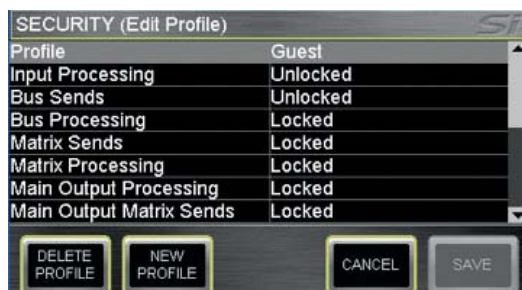 SECURITY (Edit Profile) Si
Profile Guest
Input Processing Unlocked
Bus Sends Unlocked
Bus Processing Locked
Matrix Sends Locked
Matrix Processing Locked
Main Output Processing Locked
Main Output Matrix Sends Locked
DELETE PROFILE NEW PROFILE CANCEL SAVE